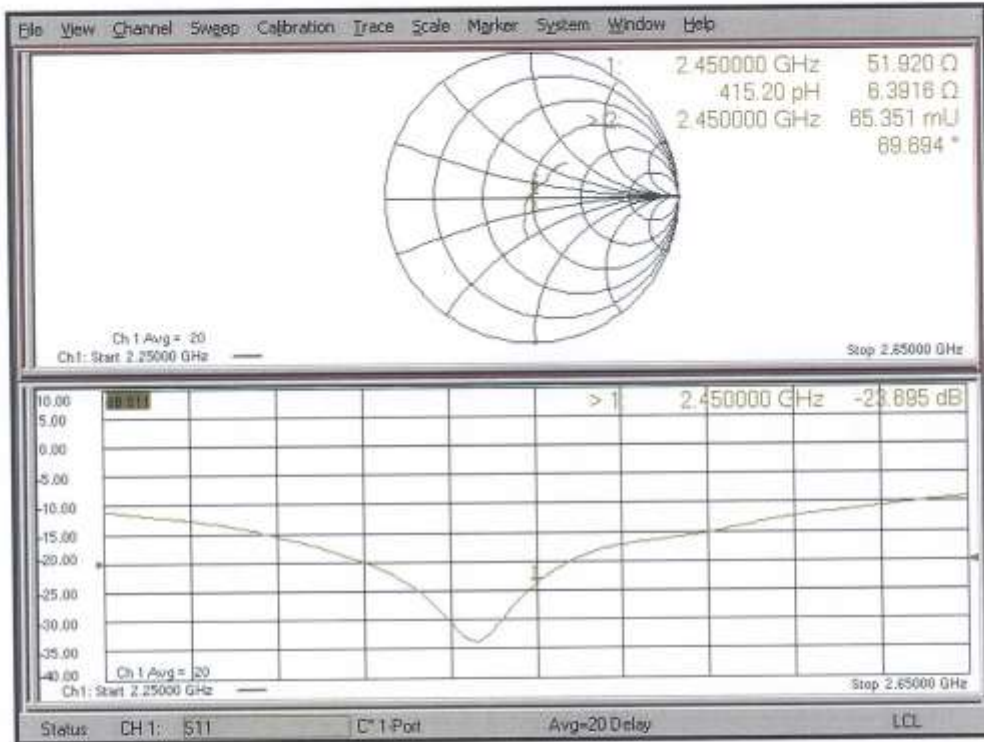 File View Channel Sweep Calibration Trace Scale Marker System Window Help
1: 2.450000 GHz 51.920 Ω
415.20 pH 6.3916 Ω
> 2: 2.450000 GHz 65.351 mU
69.694 °
Ch 1 Avg = 20
Ch1: Start 2.25000 GHz Stop 2.65000 GHz
10.00 > 1: 2.450000 GHz -23.695 dB
5.00
0.00
-5.00
-10.00
-15.00
-20.00
-25.00
-30.00
-35.00
-40.00
Ch 1 Avg = 20
Ch1: Start 2.25000 GHz Stop 2.65000 GHz
Status CH 1: S11 C* 1-Port Avg=20 Delay LCL